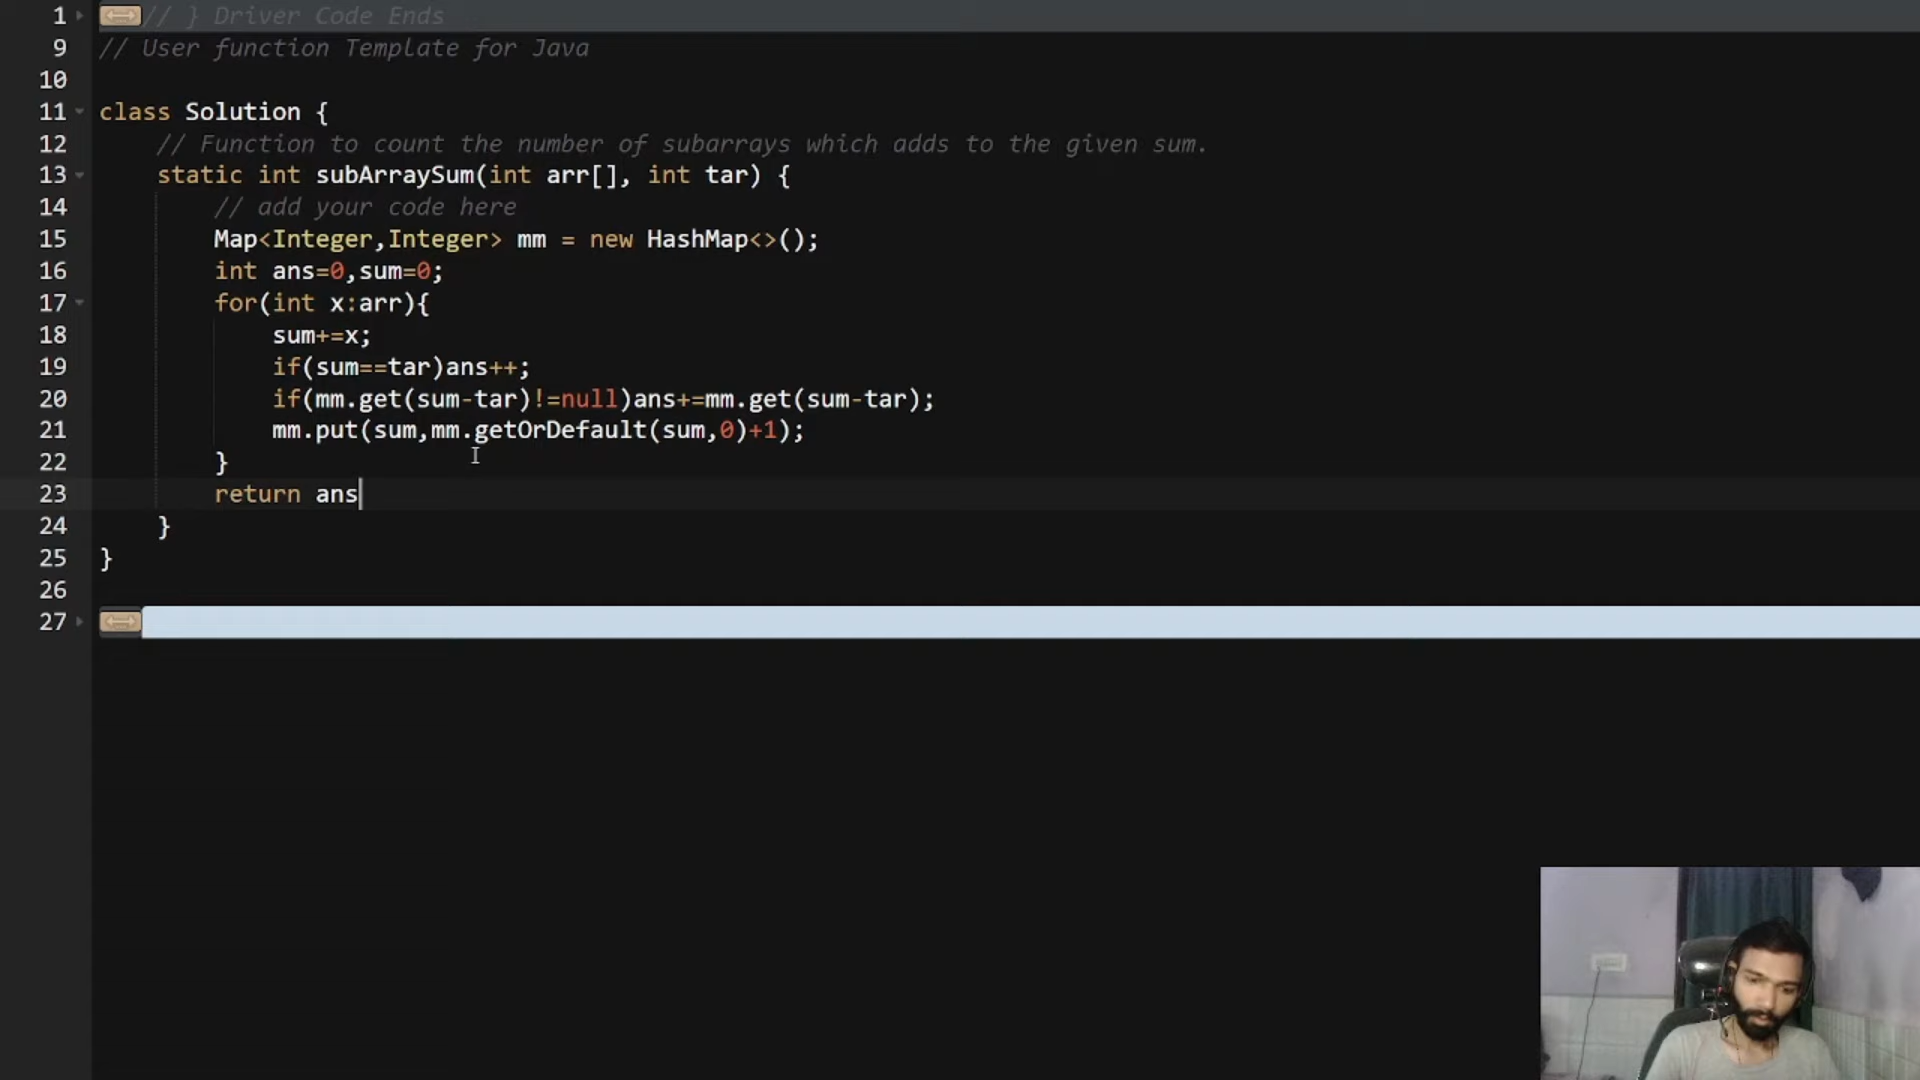 1 // } Driver Code Ends
9 // User function Template for Java
10
11 class Solution {
12 // Function to count the number of subarrays which adds to the given sum.
13 static int subArraySum(int arr[], int tar) {
14 // add your code here
15 Map<Integer,Integer> mm = new HashMap<>();
16 int ans=0,sum=0;
17 for(int x:arr){
18 sum+=x;
19 if(sum==tar)ans++;
20 if(mm.get(sum-tar)!=null)ans+=mm.get(sum-tar);
21 mm.put(sum,mm.getOrDefault(sum,0)+1);
22 }
23 return ans
24 }
25 }
26
27